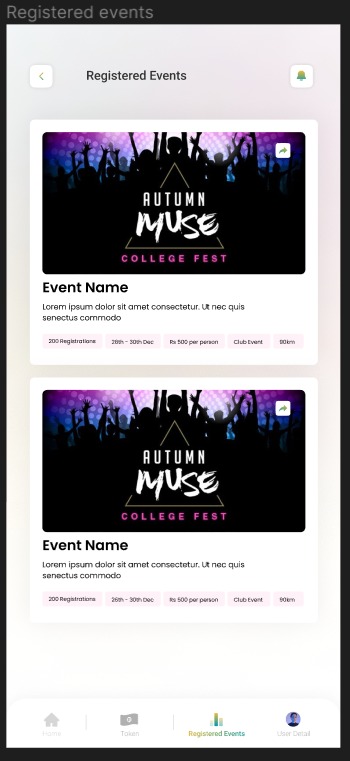 Registered events
Registered Events
AUTUMN
MUSE
COLLEGE FEST
Event Name
Lorem ipsum dolor sit amet consectetur. Ut nec quis
senectus commodo
200 Registrations 26th - 30th Dec Rs 500 per person Club Event 90km
AUTUMN
MUSE
COLLEGE FEST
Event Name
Lorem ipsum dolor sit amet consectetur. Ut nec quis
senectus commodo
200 Registrations 26th - 30th Dec Rs 500 per person Club Event 90km
Home Token Registered Events User Detail